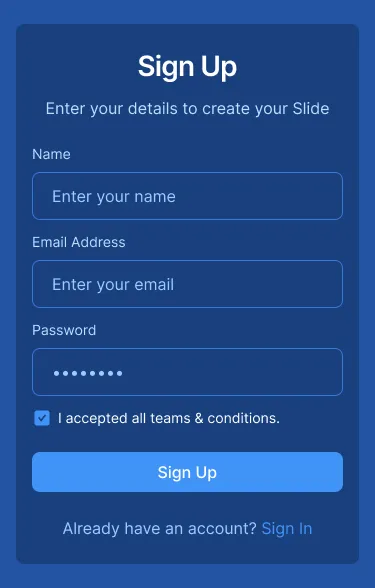 Sign Up
Enter your details to create your Slide
Name
Enter your name
Email Address
Enter your email
Password
••••••••
I accepted all teams & conditions.
Sign Up
Already have an account? Sign In